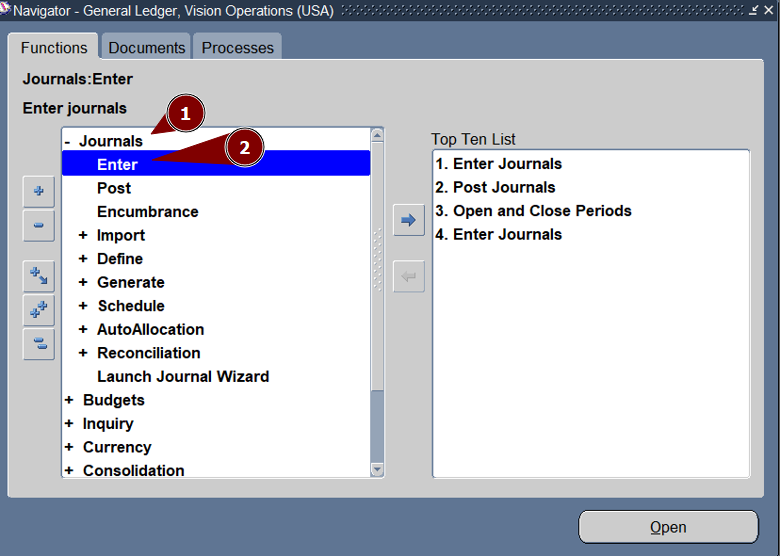 Navigator - General Ledger, Vision Operations (USA)
Functions
Documents
Processes
Journals:Enter
Enter journals
1
2
- Journals
Enter
Post
Encumbrance
+ Import
+ Define
+ Generate
+ Schedule
+ AutoAllocation
+ Reconciliation
Launch Journal Wizard
+ Budgets
+ Inquiry
+ Currency
+ Consolidation
Top Ten List
1. Enter Journals
2. Post Journals
3. Open and Close Periods
4. Enter Journals
Open